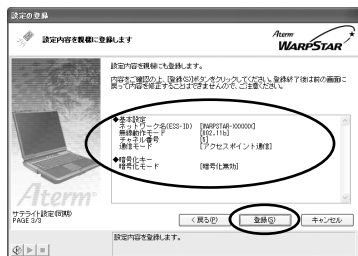 設定の登録
設定内容を親機に登録します
Aterm
WARPSTAR
設定内容を親機にも登録します。
内容をご確認の上、[登録(S)]ボタンをクリックしてください。登録終了後は前の画面に
戻って内容を修正することはできませんので、ご注意ください。
◆基本設定
ネットワーク名(ESS-ID) [WARPSTAR-XXXXXX]
無線動作モード [802.11b]
チャネル番号 [5]
通信モード [アクセスポイント通信]
◆暗号化キー
暗号化モード [暗号化無効]
Aterm
サテライト設定(同期)
PAGE 3/3
< 戻る(P)
登録(S)
キャンセル
設定内容を登録します。